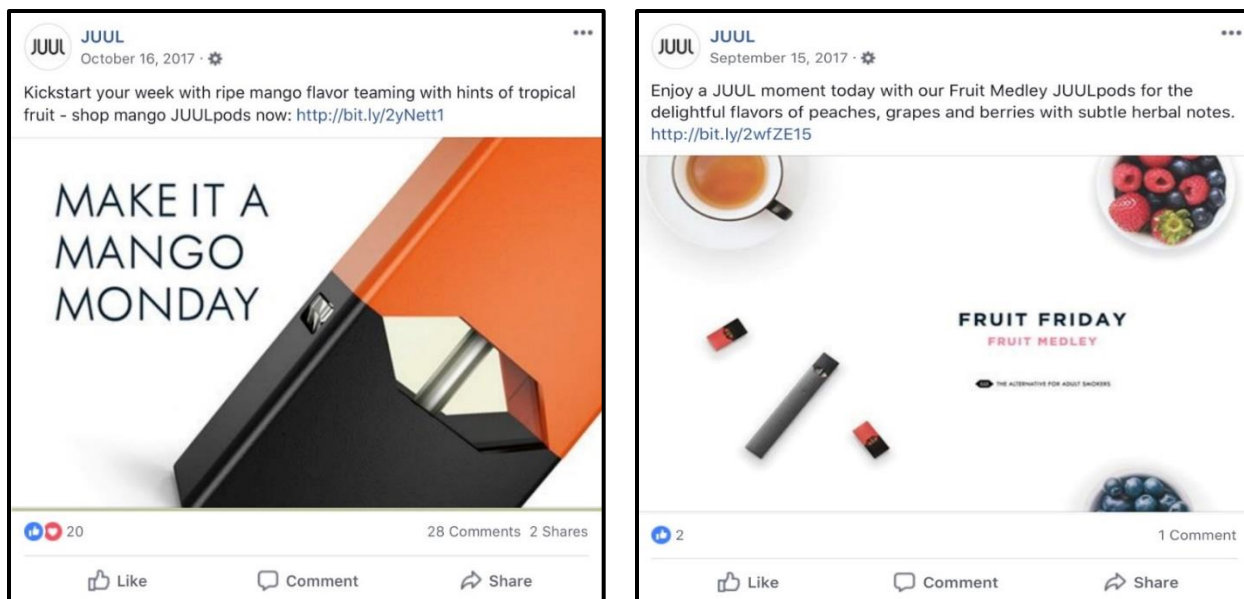 JUUL
JUUL
October 16, 2017 ·
Kickstart your week with ripe mango flavor teaming with hints of tropical
fruit - shop mango JUULpods now: http://bit.ly/2yNett1
MAKE IT A
MANGO
MONDAY
20
28 Comments 2 Shares
Like
Comment
Share
JUUL
JUUL
September 15, 2017 ·
Enjoy a JUUL moment today with our Fruit Medley JUULpods for the
delightful flavors of peaches, grapes and berries with subtle herbal notes.
http://bit.ly/2wfZE15
FRUIT FRIDAY
FRUIT MEDLEY
THE ALTERNATIVE FOR ADULT SMOKERS
2
1 Comment
Like
Comment
Share